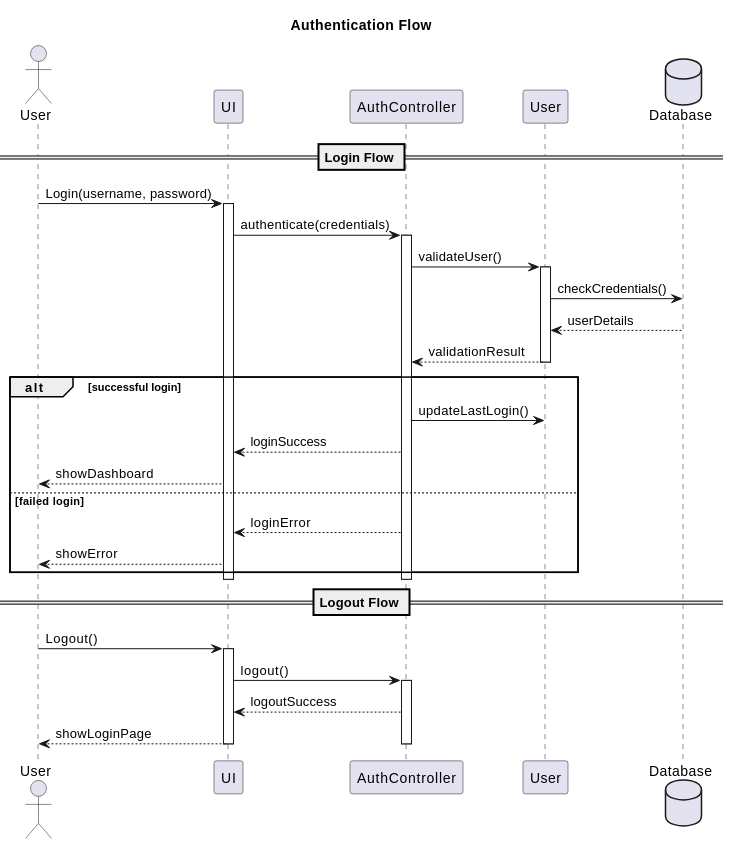 Authentication Flow
User
UI
AuthController
User
Database
Login Flow
Login(username, password)
authenticate(credentials)
validateUser()
checkCredentials()
userDetails
validationResult
alt [successful login]
updateLastLogin()
loginSuccess
showDashboard
[failed login]
loginError
showError
Logout Flow
Logout()
logout()
logoutSuccess
showLoginPage
User
UI
AuthController
User
Database